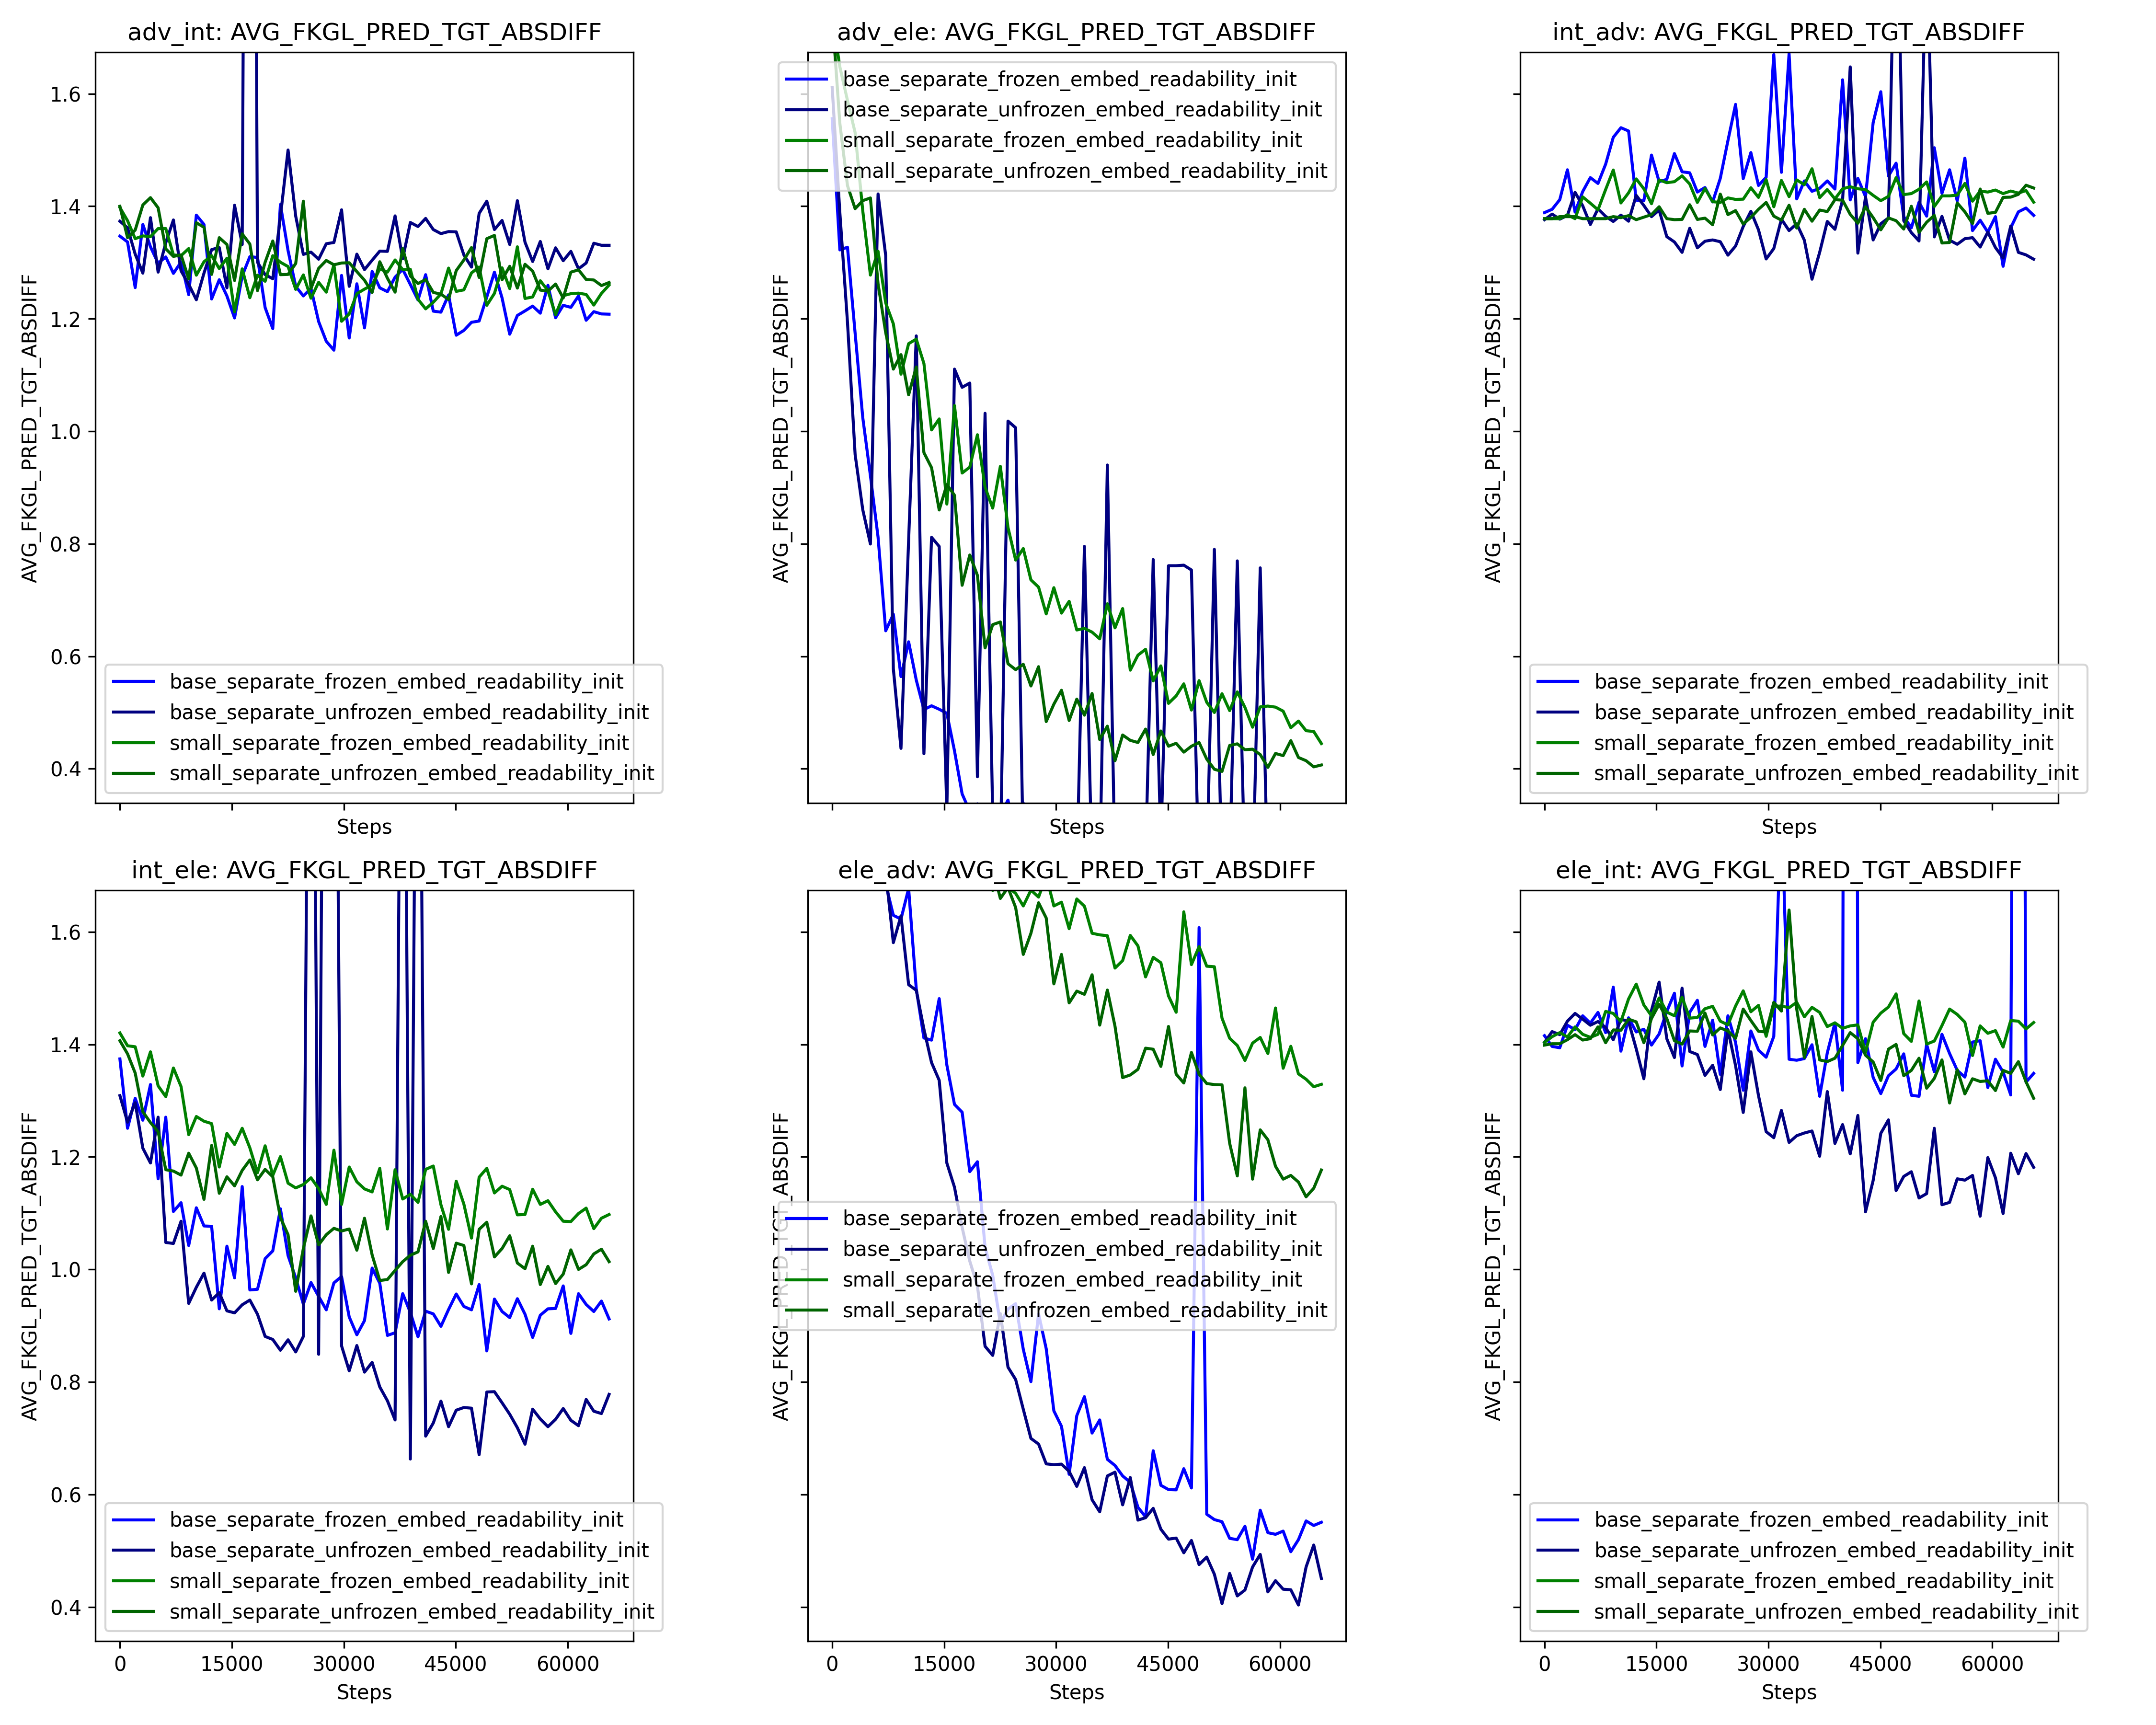 adv_int: AVG_FKGL_PRED_TGT_ABSDIFF
AVG_FKGL_PRED_TGT_ABSDIFF
1.6
1.4
1.2
1.0
0.8
0.6
0.4
base_separate_frozen_embed_readability_init
base_separate_unfrozen_embed_readability_init
small_separate_frozen_embed_readability_init
small_separate_unfrozen_embed_readability_init
Steps
adv_ele: AVG_FKGL_PRED_TGT_ABSDIFF
AVG_FKGL_PRED_TGT_ABSDIFF
base_separate_frozen_embed_readability_init
base_separate_unfrozen_embed_readability_init
small_separate_frozen_embed_readability_init
small_separate_unfrozen_embed_readability_init
Steps
int_adv: AVG_FKGL_PRED_TGT_ABSDIFF
AVG_FKGL_PRED_TGT_ABSDIFF
base_separate_frozen_embed_readability_init
base_separate_unfrozen_embed_readability_init
small_separate_frozen_embed_readability_init
small_separate_unfrozen_embed_readability_init
Steps
int_ele: AVG_FKGL_PRED_TGT_ABSDIFF
AVG_FKGL_PRED_TGT_ABSDIFF
1.6
1.4
1.2
1.0
0.8
0.6
0.4
base_separate_frozen_embed_readability_init
base_separate_unfrozen_embed_readability_init
small_separate_frozen_embed_readability_init
small_separate_unfrozen_embed_readability_init
0 15000 30000 45000 60000
Steps
ele_adv: AVG_FKGL_PRED_TGT_ABSDIFF
AVG_FKGL_PRED_TGT_ABSDIFF
base_separate_frozen_embed_readability_init
base_separate_unfrozen_embed_readability_init
small_separate_frozen_embed_readability_init
small_separate_unfrozen_embed_readability_init
0 15000 30000 45000 60000
Steps
ele_int: AVG_FKGL_PRED_TGT_ABSDIFF
AVG_FKGL_PRED_TGT_ABSDIFF
base_separate_frozen_embed_readability_init
base_separate_unfrozen_embed_readability_init
small_separate_frozen_embed_readability_init
small_separate_unfrozen_embed_readability_init
0 15000 30000 45000 60000
Steps